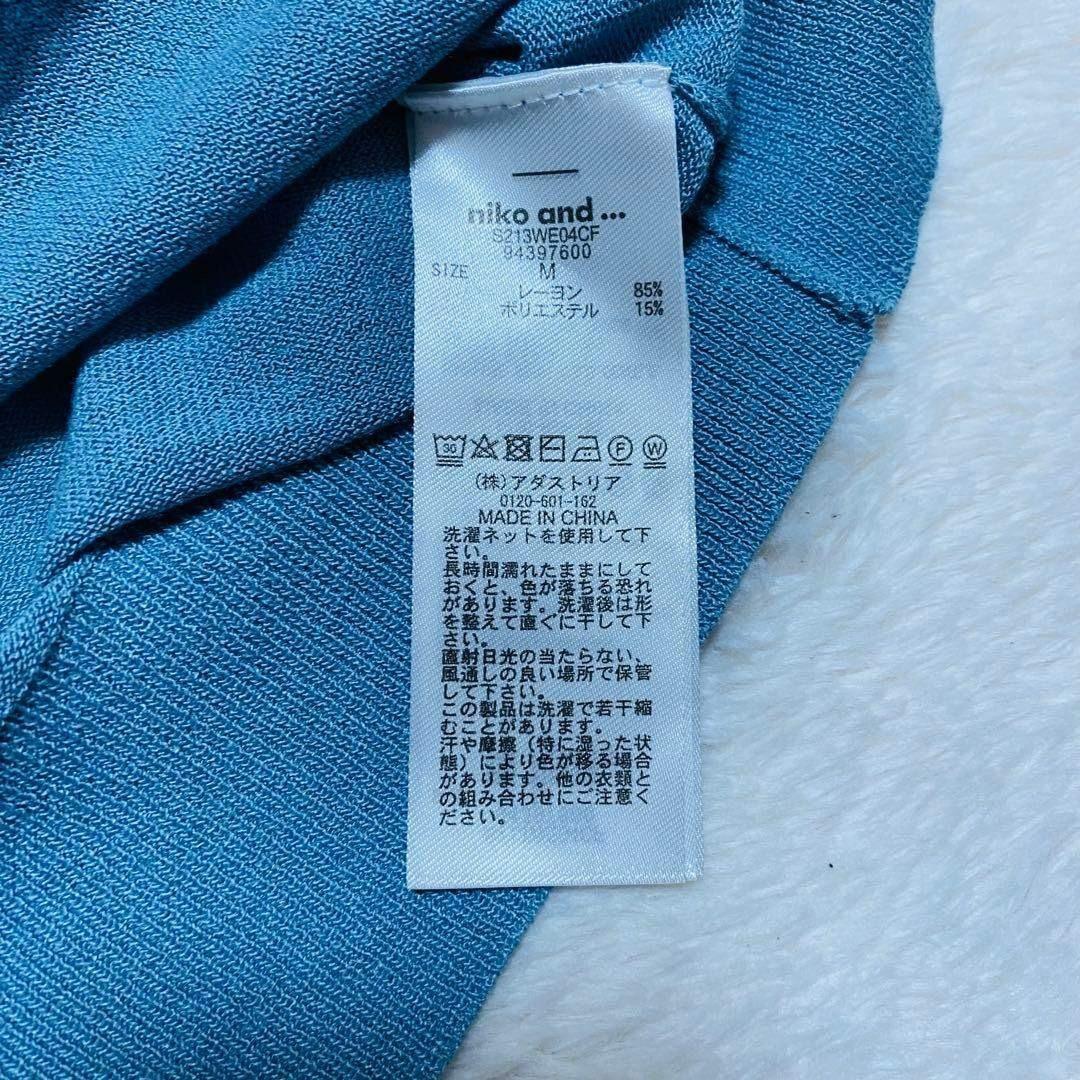 niko and ...
S213WE04CF
94397600
SIZE M
レーヨン 85%
ポリエステル 15%
30 F W
(株)アダストリア
0120-601-162
MADE IN CHINA
洗濯ネットを使用して下
さい。
長時間濡れたままにして
おくと、色が落ちる恐れ
があります。洗濯後は形
を整えて直ぐに干して下
さい。
直射日光の当たらない、
風通しの良い場所で保管
して下さい。
この製品は洗濯で若干縮
むことがあります。
汗や摩擦(特に湿った状
態)により色が移る場合
があります。他の衣類と
の組み合わせにご注意く
ださい。